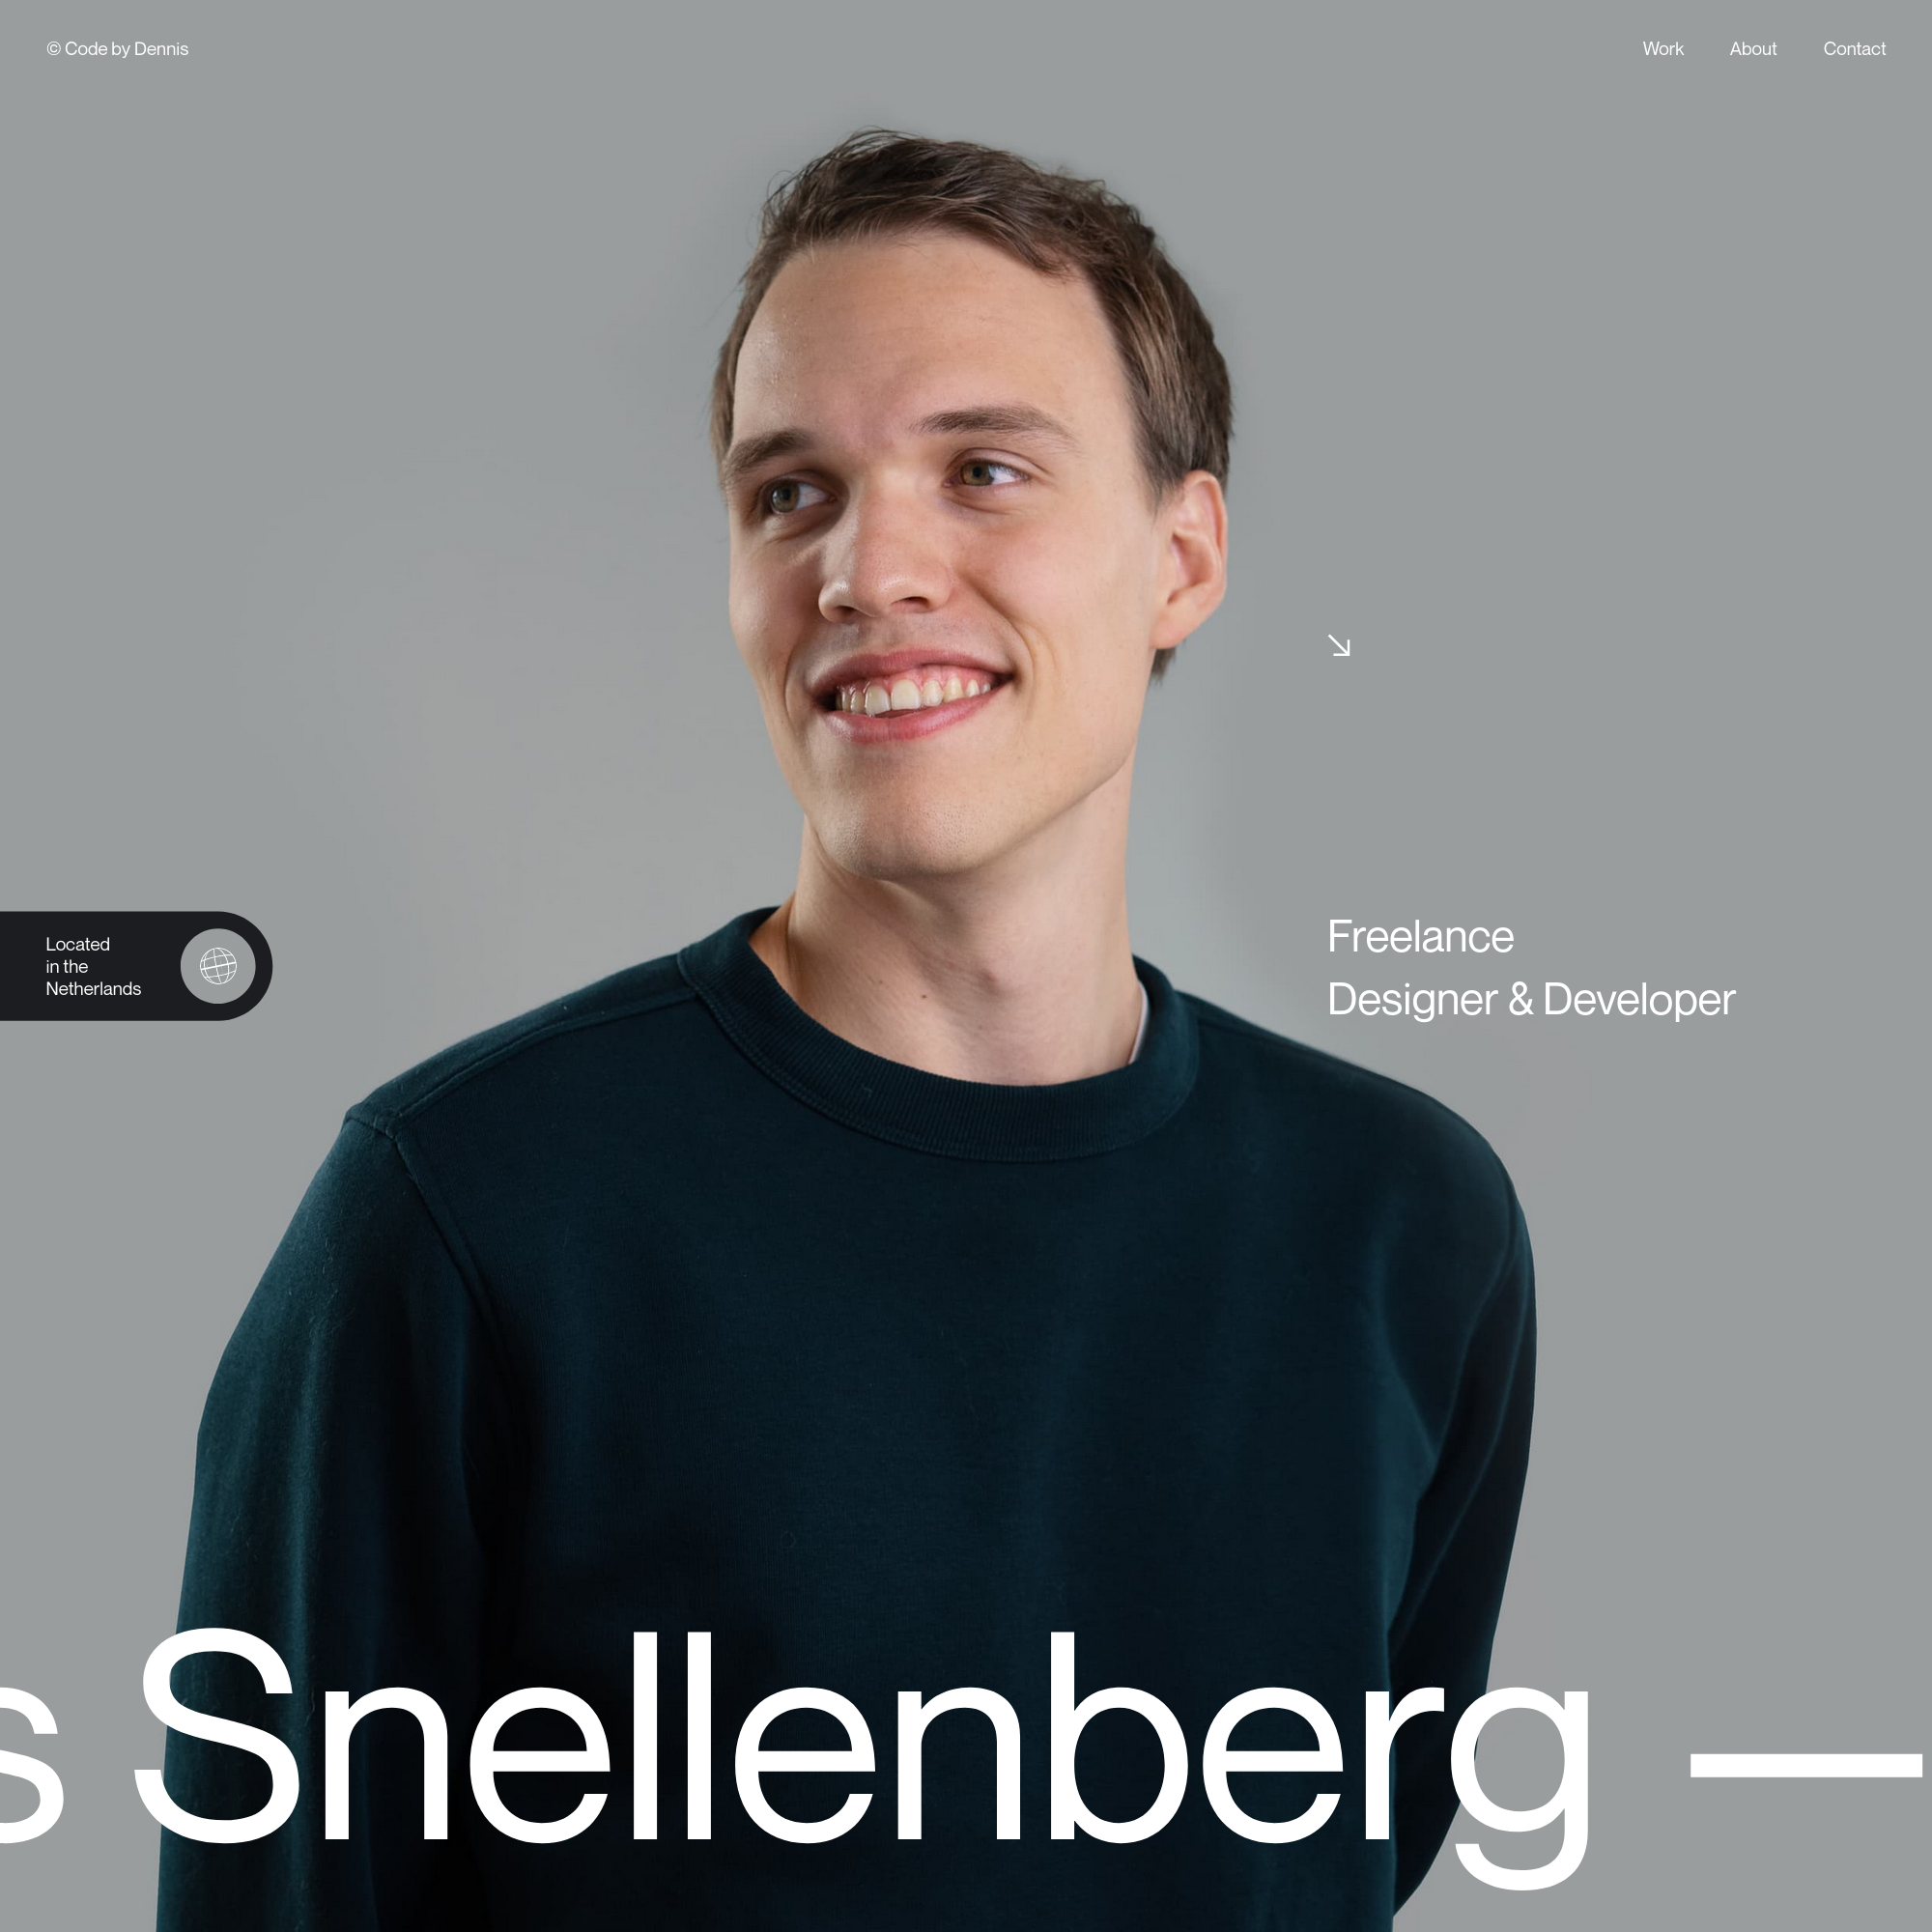 © Code by Dennis
Work
About
Contact
Located
in the
Netherlands
Freelance
Designer & Developer
s Snellenberg —